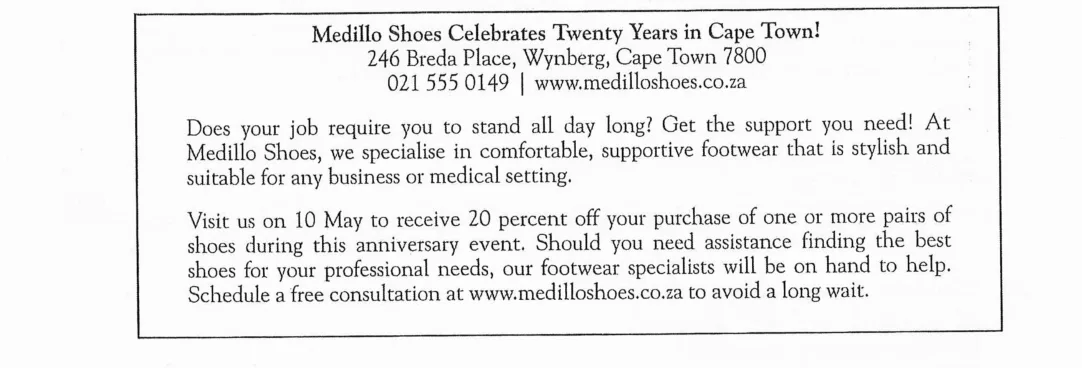 Medillo Shoes Celebrates Twenty Years in Cape Town!
246 Breda Place, Wynberg, Cape Town 7800
021 555 0149 | www.medilloshoes.co.za
Does your job require you to stand all day long? Get the support you need! At
Medillo Shoes, we specialise in comfortable, supportive footwear that is stylish and
suitable for any business or medical setting.
Visit us on 10 May to receive 20 percent off your purchase of one or more pairs of
shoes during this anniversary event. Should you need assistance finding the best
shoes for your professional needs, our footwear specialists will be on hand to help.
Schedule a free consultation at www.medilloshoes.co.za to avoid a long wait.